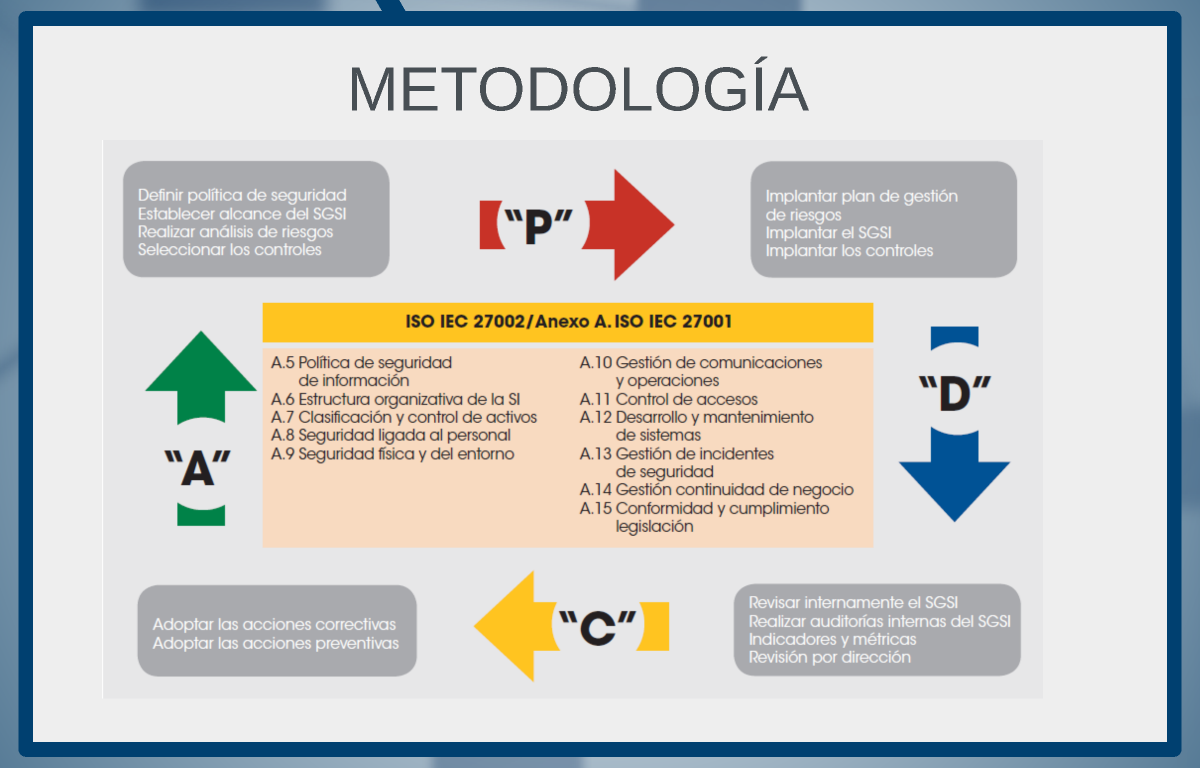 METODOLOGÍA
Definir política de seguridad
Establecer alcance del SGSI
Realizar análisis de riesgos
Seleccionar los controles
“P”
Implantar plan de gestión
de riesgos
Implantar el SGSI
Implantar los controles
ISO IEC 27002/Anexo A. ISO IEC 27001
A.5 Política de seguridad
de información
A.6 Estructura organizativa de la SI
A.7 Clasificación y control de activos
A.8 Seguridad ligada al personal
A.9 Seguridad física y del entorno
A.10 Gestión de comunicaciones
y operaciones
A.11 Control de accesos
A.12 Desarrollo y mantenimiento
de sistemas
A.13 Gestión de incidentes
de seguridad
A.14 Gestión continuidad de negocio
A.15 Conformidad y cumplimiento
legislación
“D”
“A”
Adoptar las acciones correctivas
Adoptar las acciones preventivas
“C”
Revisar internamente el SGSI
Realizar auditorías internas del SGSI
Indicadores y métricas
Revisión por dirección